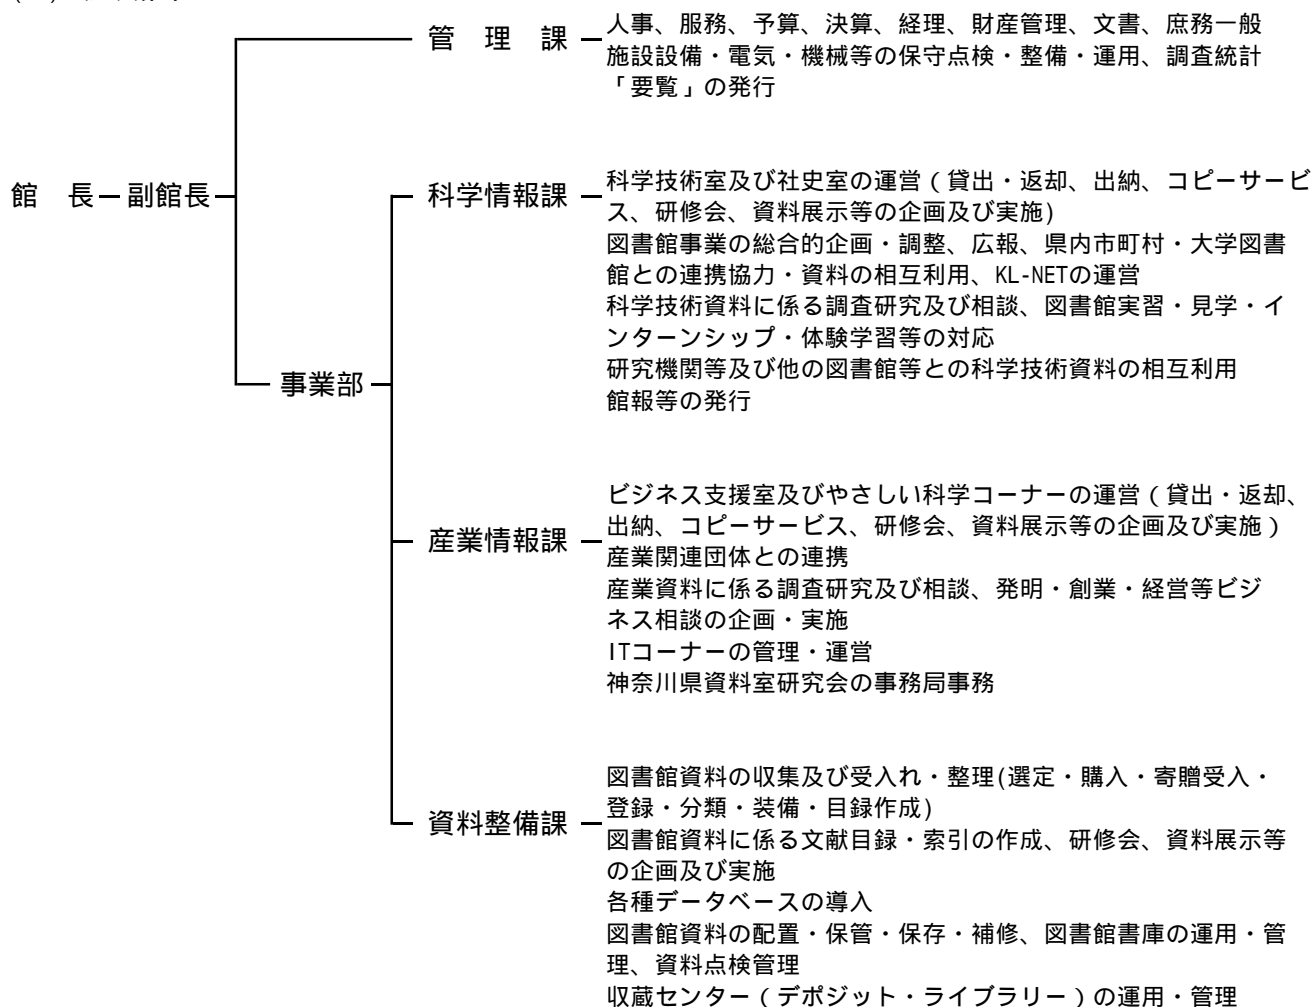 管　理　課
人事、服務、予算、決算、経理、財産管理、文書、庶務一般
施設設備・電気・機械等の保守点検・整備・運用、調査統計
「要覧」の発行
館　長
副館長
科学情報課
科学技術室及び社史室の運営(貸出・返却、出納、コピーサービ
ス、研修会、資料展示等の企画及び実施)
図書館事業の総合的企画・調整、広報、県内市町村・大学図書
館との連携協力・資料の相互利用、KL-NETの運営
科学技術資料に係る調査研究及び相談、図書館実習・見学・イ
ンターンシップ・体験学習等の対応
研究機関等及び他の図書館等との科学技術資料の相互利用
館報等の発行
事業部
産業情報課
ビジネス支援室及びやさしい科学コーナーの運営(貸出・返却、
出納、コピーサービス、研修会、資料展示等の企画及び実施)
産業関連団体との連携
産業資料に係る調査研究及び相談、発明・創業・経営等ビジ
ネス相談の企画・実施
ITコーナーの管理・運営
神奈川県資料室研究会の事務局事務
資料整備課
図書館資料の収集及び受入れ・整理(選定・購入・寄贈受入・
登録・分類・装備・目録作成)
図書館資料に係る文献目録・索引の作成、研修会、資料展示等
の企画及び実施
各種データベースの導入
図書館資料の配置・保管・保存・補修、図書館書庫の運用・管
理、資料点検管理
収蔵センター(デポジット・ライブラリー)の運用・管理